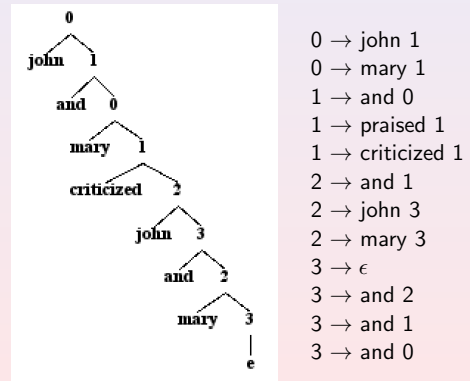 0
john 1
and 0
mary 1
criticized 2
john 3
and 2
mary 3
e
0 → john 1
0 → mary 1
1 → and 0
1 → praised 1
1 → criticized 1
2 → and 1
2 → john 3
2 → mary 3
3 → ϵ
3 → and 2
3 → and 1
3 → and 0